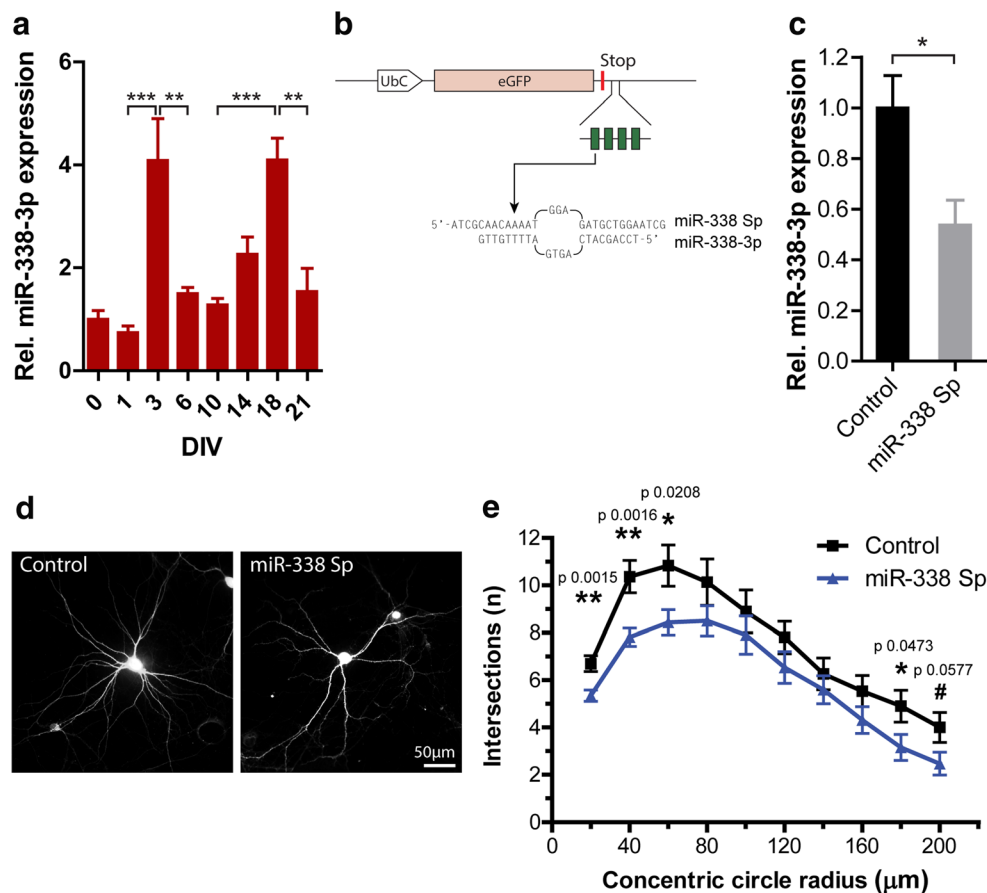 a
Rel. miR-338-3p expression
6
4
2
0
*** ** *** **
0 1 3 6 10 14 18 21
DIV
b
Stop
UbC eGFP
GGA
5'-ATCGCAACAAAAT GATGCTGGAATCG miR-338 Sp
GTTGTTTTA CTACGACCT-5' miR-338-3p
GTGA
c
Rel. miR-338-3p expression
1.2
1.0
0.8
0.6
0.4
0.2
0.0
*
Control
miR-338 Sp
d
Control
miR-338 Sp
50µm
e
Intersections (n)
12
10
8
6
4
2
0
p 0.0015
**
p 0.0016
**
p 0.0208
*
p 0.0473
*
p 0.0577
#
Control
miR-338 Sp
0 40 80 120 160 200
Concentric circle radius (µm)